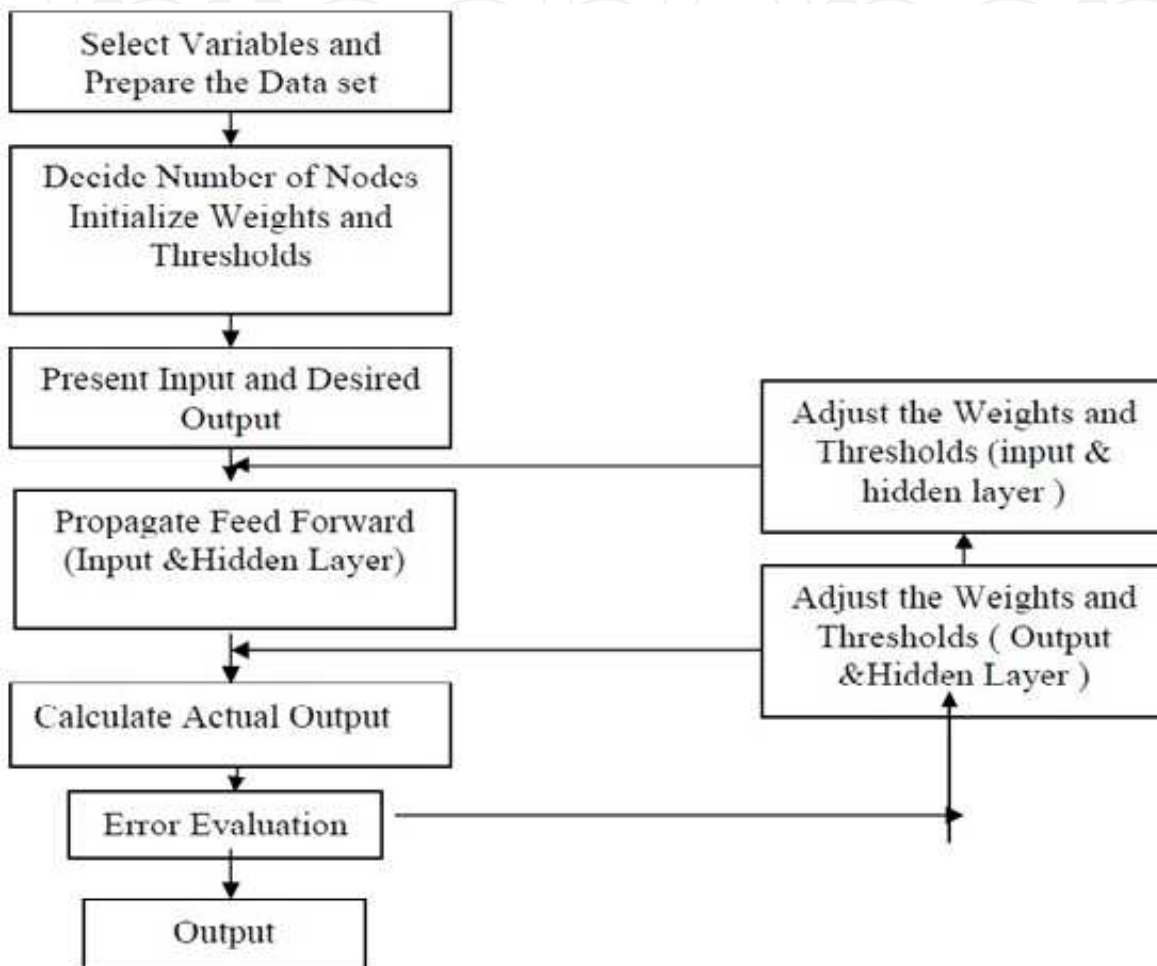 Select Variables and
Prepare the Data set
Decide Number of Nodes
Initialize Weights and
Thresholds
Present Input and Desired
Output
Propagate Feed Forward
(Input &Hidden Layer)
Calculate Actual Output
Error Evaluation
Output
Adjust the Weights and
Thresholds (input &
hidden layer )
Adjust the Weights and
Thresholds ( Output
&Hidden Layer )